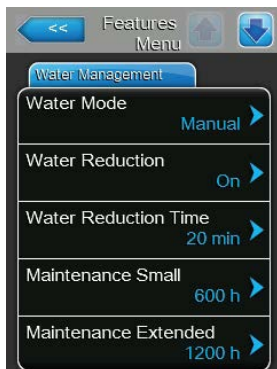 << Features
Menu
Water Management
Water Mode
Manual
Water Reduction
On
Water Reduction Time
20 min
Maintenance Small
600 h
Maintenance Extended
1200 h